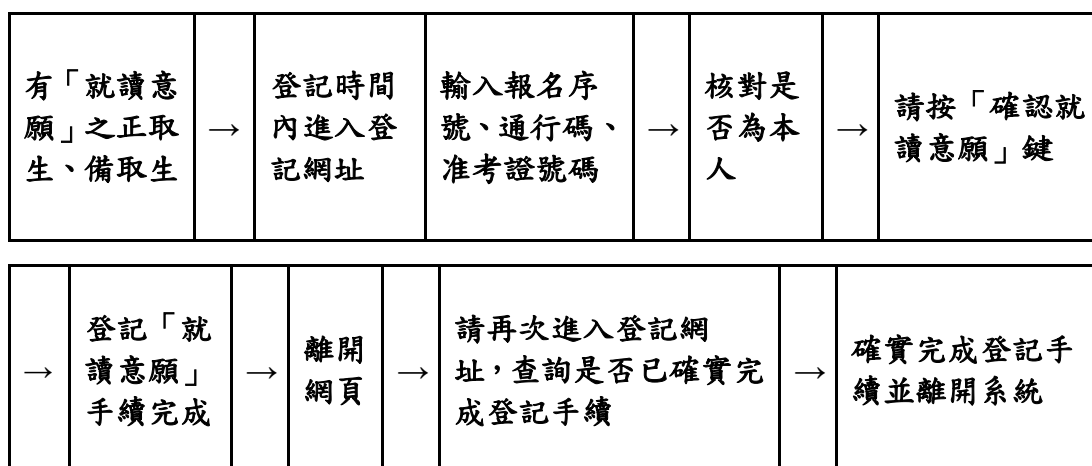 有「就讀意
願」之正取
生、備取生
→
登記時間
內進入登
記網址
輸入報名序
號、通行碼、
准考證號碼
→
核對是
否為本
人
→
請按「確認就
讀意願」鍵
→
登記「就
讀意願」
手續完成
→
離開
網頁
→
請再次進入登記網
址，查詢是否已確實完
成登記手續
→
確實完成登記手
續並離開系統